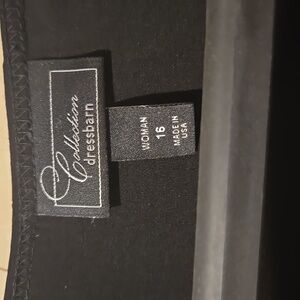 Collection
dressbarn
WOMAN
16
MADE IN
USA